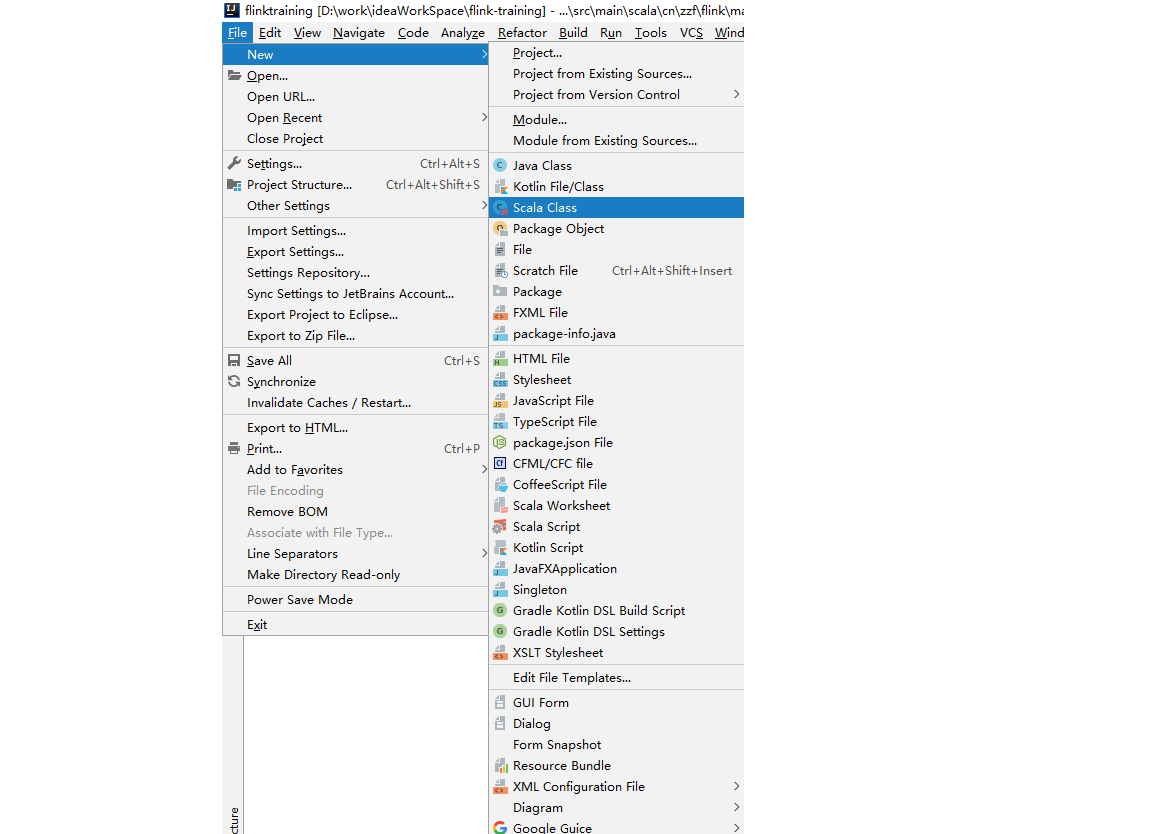 flinktraining [D:\work\ideaWorkSpace\flink-training] - ...\src\main\scala\cn\zzf\flink\ma
File Edit View Navigate Code Analyze Refactor Build Run Tools VCS Wind
New
Open...
Open URL...
Open Recent
Close Project
Settings... Ctrl+Alt+S
Project Structure... Ctrl+Alt+Shift+S
Other Settings
Import Settings...
Export Settings...
Settings Repository...
Sync Settings to JetBrains Account...
Export Project to Eclipse...
Export to Zip File...
Save All Ctrl+S
Synchronize
Invalidate Caches / Restart...
Export to HTML...
Print... Ctrl+P
Add to Favorites
File Encoding
Remove BOM
Associate with File Type...
Line Separators
Make Directory Read-only
Power Save Mode
Exit
Project...
Project from Existing Sources...
Project from Version Control
Module...
Module from Existing Sources...
Java Class
Kotlin File/Class
Scala Class
Package Object
File
Scratch File Ctrl+Alt+Shift+Insert
Package
FXML File
package-info.java
HTML File
Stylesheet
JavaScript File
TypeScript File
package.json File
CFML/CFC file
CoffeeScript File
Scala Worksheet
Scala Script
Kotlin Script
JavaFXApplication
Singleton
Gradle Kotlin DSL Build Script
Gradle Kotlin DSL Settings
XSLT Stylesheet
Edit File Templates...
GUI Form
Dialog
Form Snapshot
Resource Bundle
XML Configuration File
Diagram
Google Guice
cture